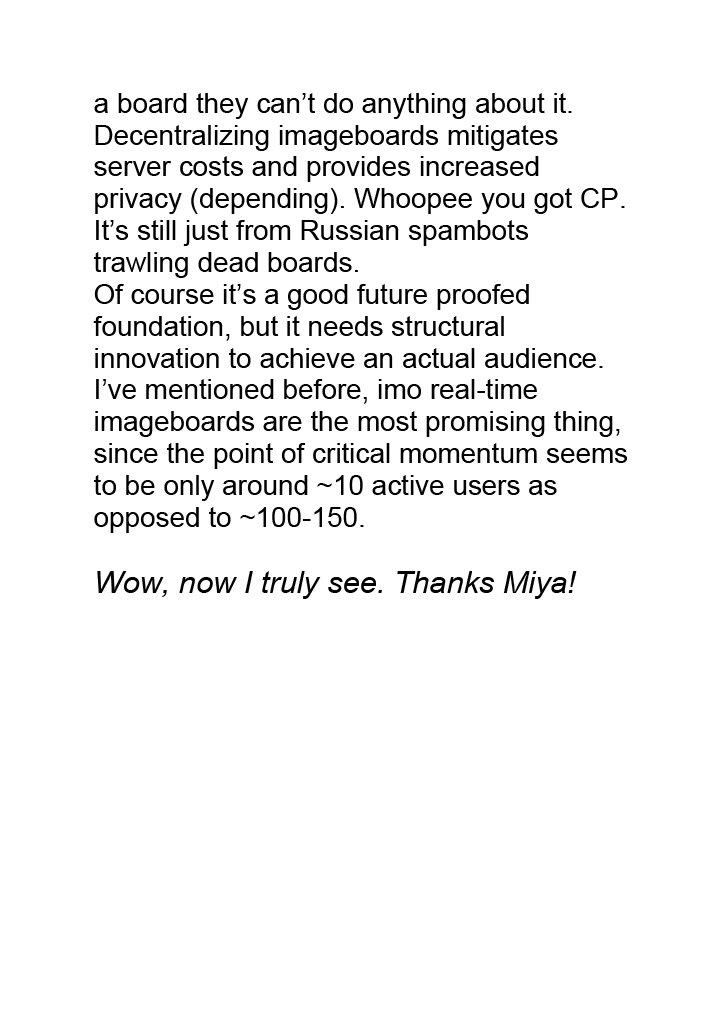 a board they can’t do anything about it.
Decentralizing imageboards mitigates
server costs and provides increased
privacy (depending). Whoopee you got CP.
It’s still just from Russian spambots
trawling dead boards.
Of course it’s a good future proofed
foundation, but it needs structural
innovation to achieve an actual audience.
I’ve mentioned before, imo real-time
imageboards are the most promising thing,
since the point of critical momentum seems
to be only around ~10 active users as
opposed to ~100-150.
Wow, now I truly see. Thanks Miya!